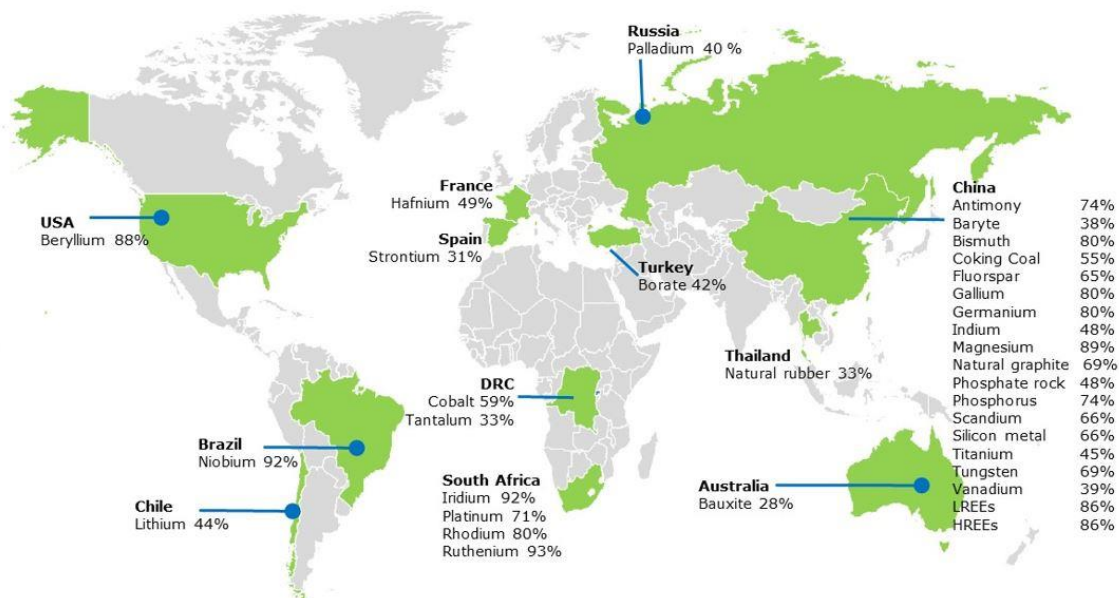 Russia
Palladium 40 %
France
Hafnium 49%
USA
Beryllium 88%
Spain
Strontium 31%
Turkey
Borate 42%
China
Antimony 74%
Baryte 38%
Bismuth 80%
Coking Coal 55%
Fluorspar 65%
Gallium 80%
Germanium 80%
Indium 48%
Magnesium 89%
Natural graphite 69%
Phosphate rock 48%
Phosphorus 74%
Scandium 66%
Silicon metal 66%
Titanium 45%
Tungsten 69%
Vanadium 39%
LREEs 86%
HREEs 86%
Thailand
Natural rubber 33%
DRC
Cobalt 59%
Tantalum 33%
Brazil
Niobium 92%
South Africa
Iridium 92%
Platinum 71%
Rhodium 80%
Ruthenium 93%
Australia
Bauxite 28%
Chile
Lithium 44%